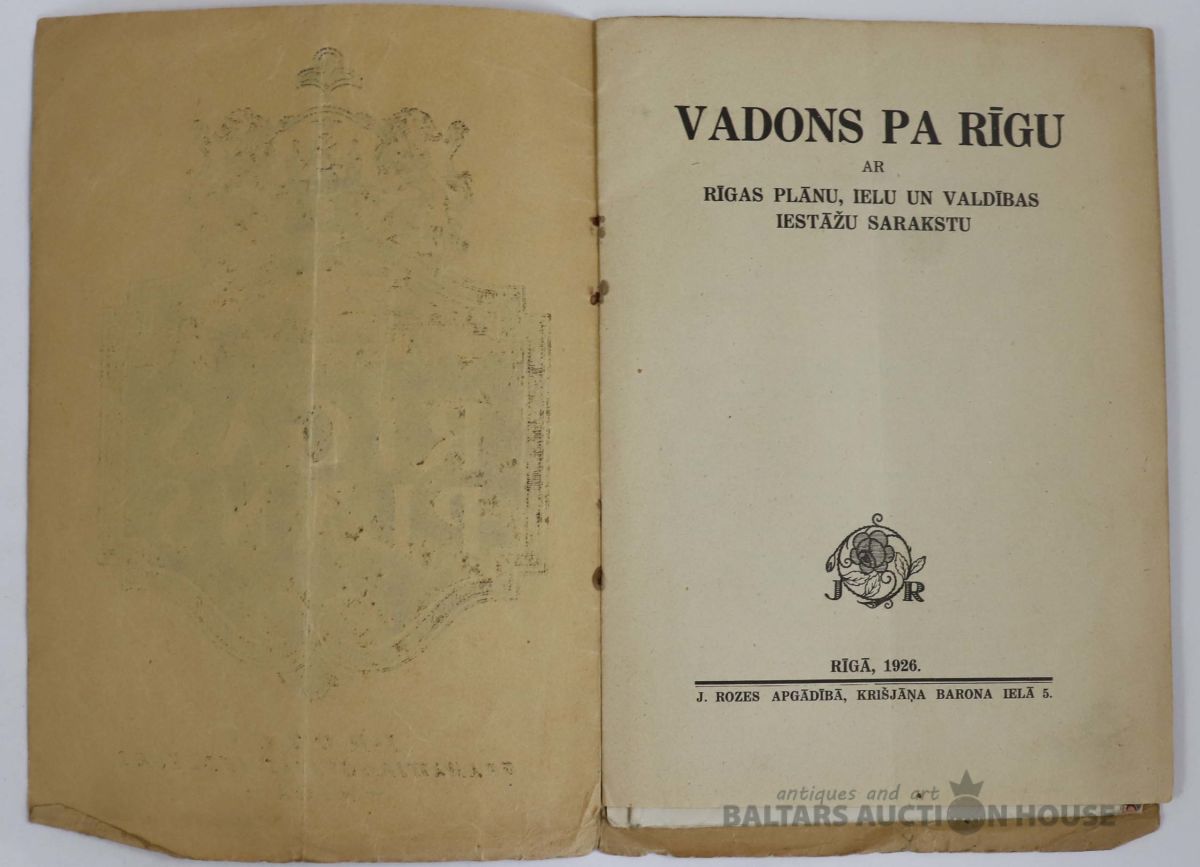 VADONS PA RĪGU
AR
RĪGAS PLĀNU, IELU UN VALDĪBAS
IESTĀŽU SARAKSTU
J R
RĪGĀ, 1926.
J. ROZES APGĀDĪBĀ, KRIŠJĀŅA BARONA IELĀ 5.
antiques and art
BALTARS AUCTION HOUSE